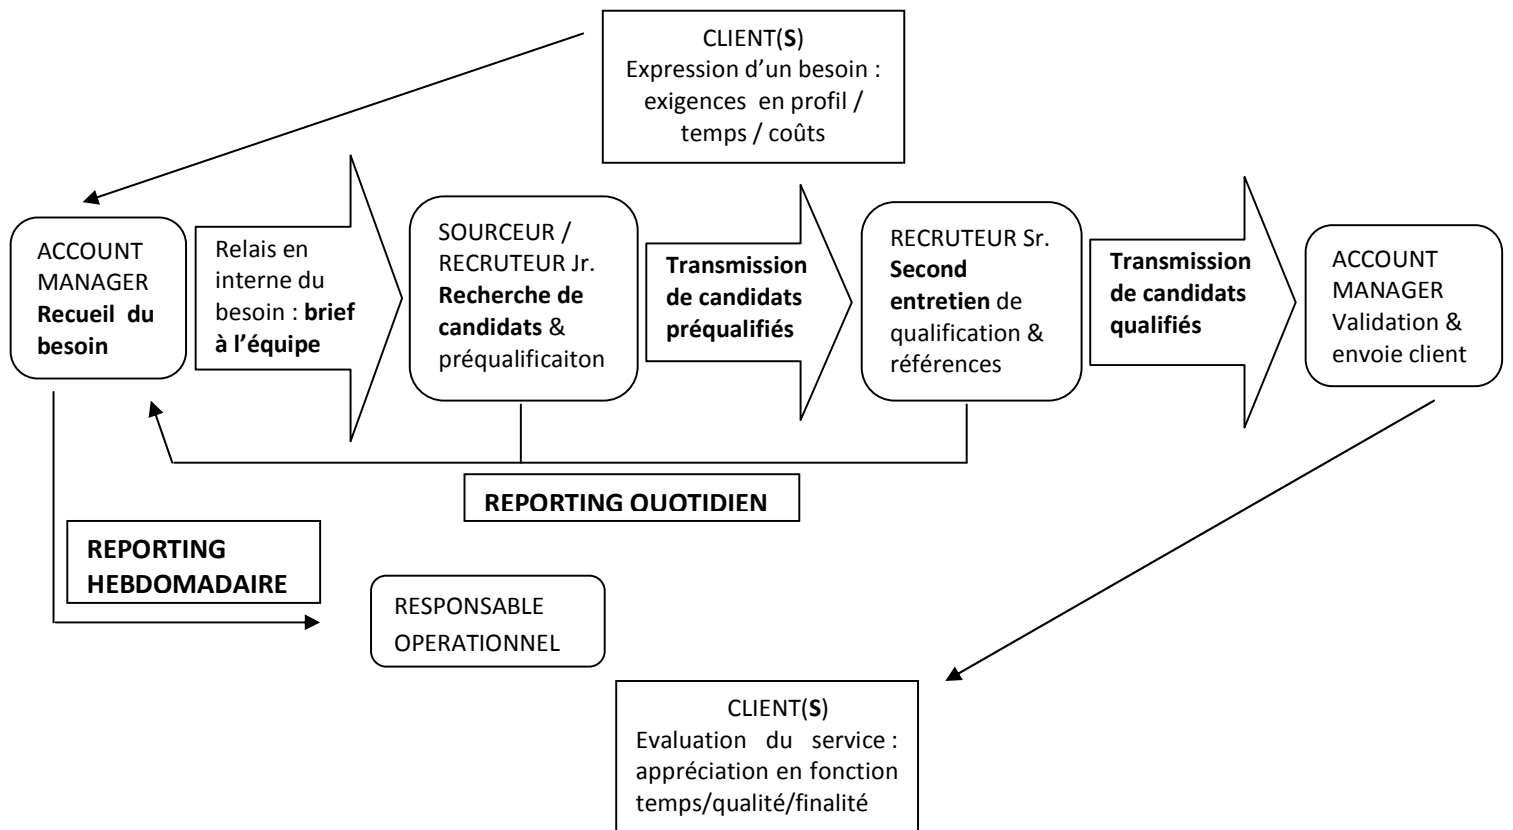 CLIENT(S)
Expression d’un besoin :
exigences en profil /
temps / coûts
ACCOUNT
MANAGER
Recueil du
besoin
Relais en
interne du
besoin : brief
à l’équipe
SOURCEUR /
RECRUTEUR Jr.
Recherche de
candidats &
préqualificaiton
Transmission
de candidats
préqualifiés
RECRUTEUR Sr.
Second
entretien de
qualification &
références
Transmission
de candidats
qualifiés
ACCOUNT
MANAGER
Validation &
envoie client
REPORTING QUOTIDIEN
REPORTING
HEBDOMADAIRE
RESPONSABLE
OPERATIONNEL
CLIENT(S)
Evaluation du service :
appréciation en fonction
temps/qualité/finalité